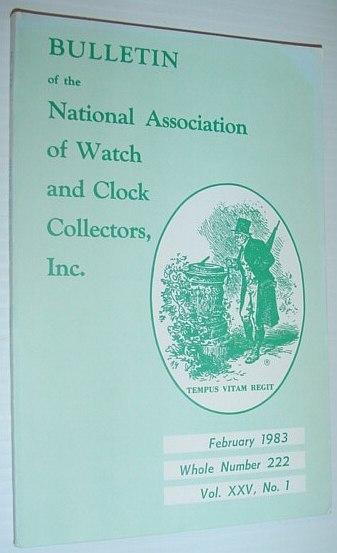 BULLETIN
of the
National Association
of Watch
and Clock
Collectors,
Inc.
TEMPUS VITAM REGIT
®
February 1983
Whole Number 222
Vol. XXV, No. 1